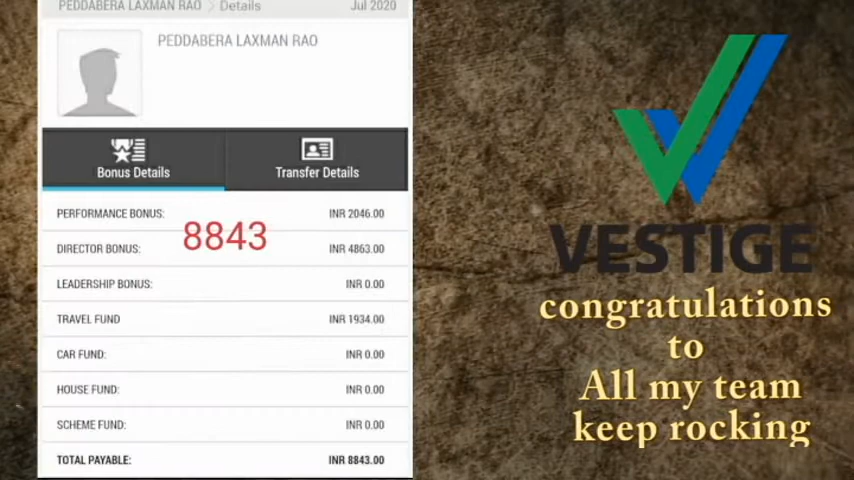 PEDDABERA LAXMAN RAO > Details Jul 2020
PEDDABERA LAXMAN RAO
Bonus Details Transfer Details
PERFORMANCE BONUS: INR 2046.00
8843
DIRECTOR BONUS: INR 4863.00
LEADERSHIP BONUS: INR 0.00
TRAVEL FUND INR 1934.00
CAR FUND: INR 0.00
HOUSE FUND: INR 0.00
SCHEME FUND: INR 0.00
TOTAL PAYABLE: INR 8843.00
VESTIGE
congratulations
to
All my team
keep rocking